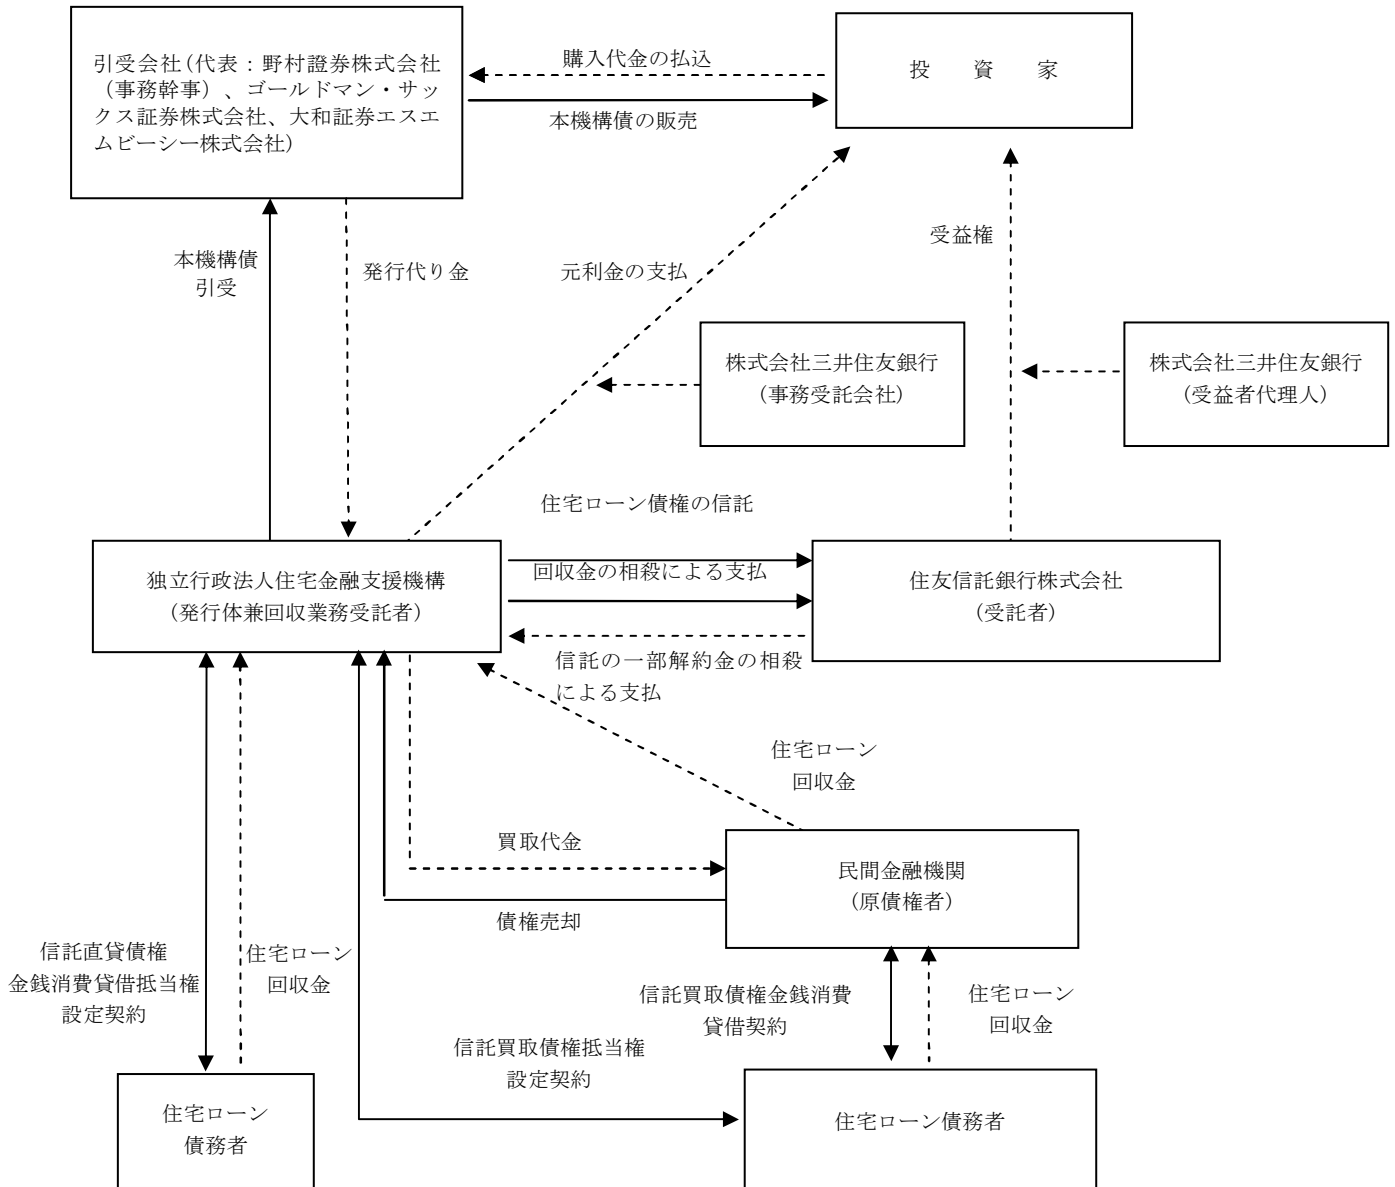 引受会社(代表:野村證券株式会社
(事務幹事)、ゴールドマン・サッ
クス証券株式会社、大和証券エスエ
ムビーシー株式会社)
購入代金の払込
本機構債の販売
投 資 家
本機構債
引受
発行代り金
元利金の支払
受益権
株式会社三井住友銀行
(事務受託会社)
株式会社三井住友銀行
(受益者代理人)
住宅ローン債権の信託
独立行政法人住宅金融支援機構
(発行体兼回収業務受託者)
回収金の相殺による支払
住友信託銀行株式会社
(受託者)
信託の一部解約金の相殺
による支払
住宅ローン
回収金
買取代金
民間金融機関
(原債権者)
債権売却
信託直貸債権
金銭消費貸借抵当権
設定契約
住宅ローン
回収金
信託買取債権金銭消費
貸借契約
住宅ローン
回収金
信託買取債権抵当権
設定契約
住宅ローン
債務者
住宅ローン債務者